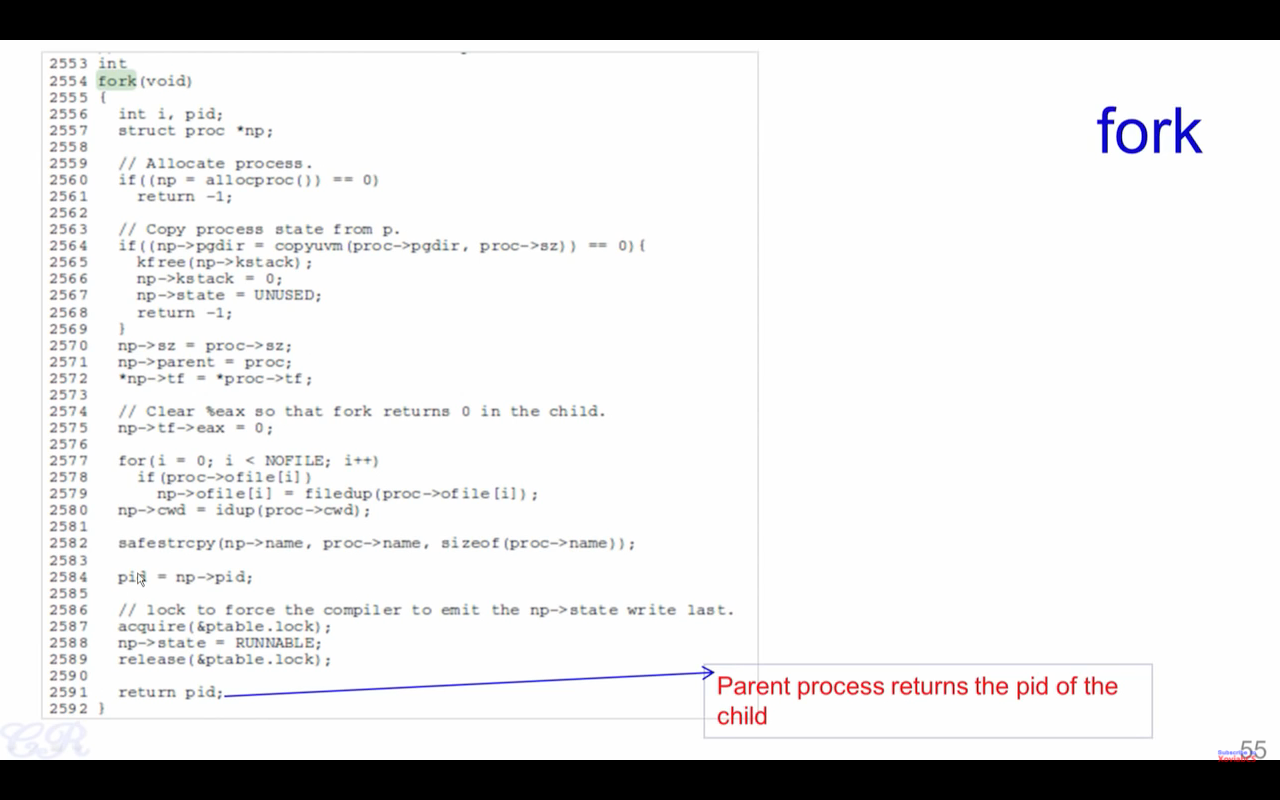 2553 int
2554 fork(void)
2555 {
2556 int i, pid;
2557 struct proc *np;
2558
2559 // Allocate process.
2560 if((np = allocproc()) == 0)
2561 return -1;
2562
2563 // Copy process state from p.
2564 if((np->pgdir = copyuvm(proc->pgdir, proc->sz)) == 0){
2565 kfree(np->kstack);
2566 np->kstack = 0;
2567 np->state = UNUSED;
2568 return -1;
2569 }
2570 np->sz = proc->sz;
2571 np->parent = proc;
2572 *np->tf = *proc->tf;
2573
2574 // Clear %eax so that fork returns 0 in the child.
2575 np->tf->eax = 0;
2576
2577 for(i = 0; i < NOFILE; i++)
2578 if(proc->ofile[i])
2579 np->ofile[i] = filedup(proc->ofile[i]);
2580 np->cwd = idup(proc->cwd);
2581
2582 safestrcpy(np->name, proc->name, sizeof(proc->name));
2583
2584 pid = np->pid;
2585
2586 // lock to force the compiler to emit the np->state write last.
2587 acquire(&ptable.lock);
2588 np->state = RUNNABLE;
2589 release(&ptable.lock);
2590
2591 return pid;
2592 }
fork
Parent process returns the pid of the
child
CR
55